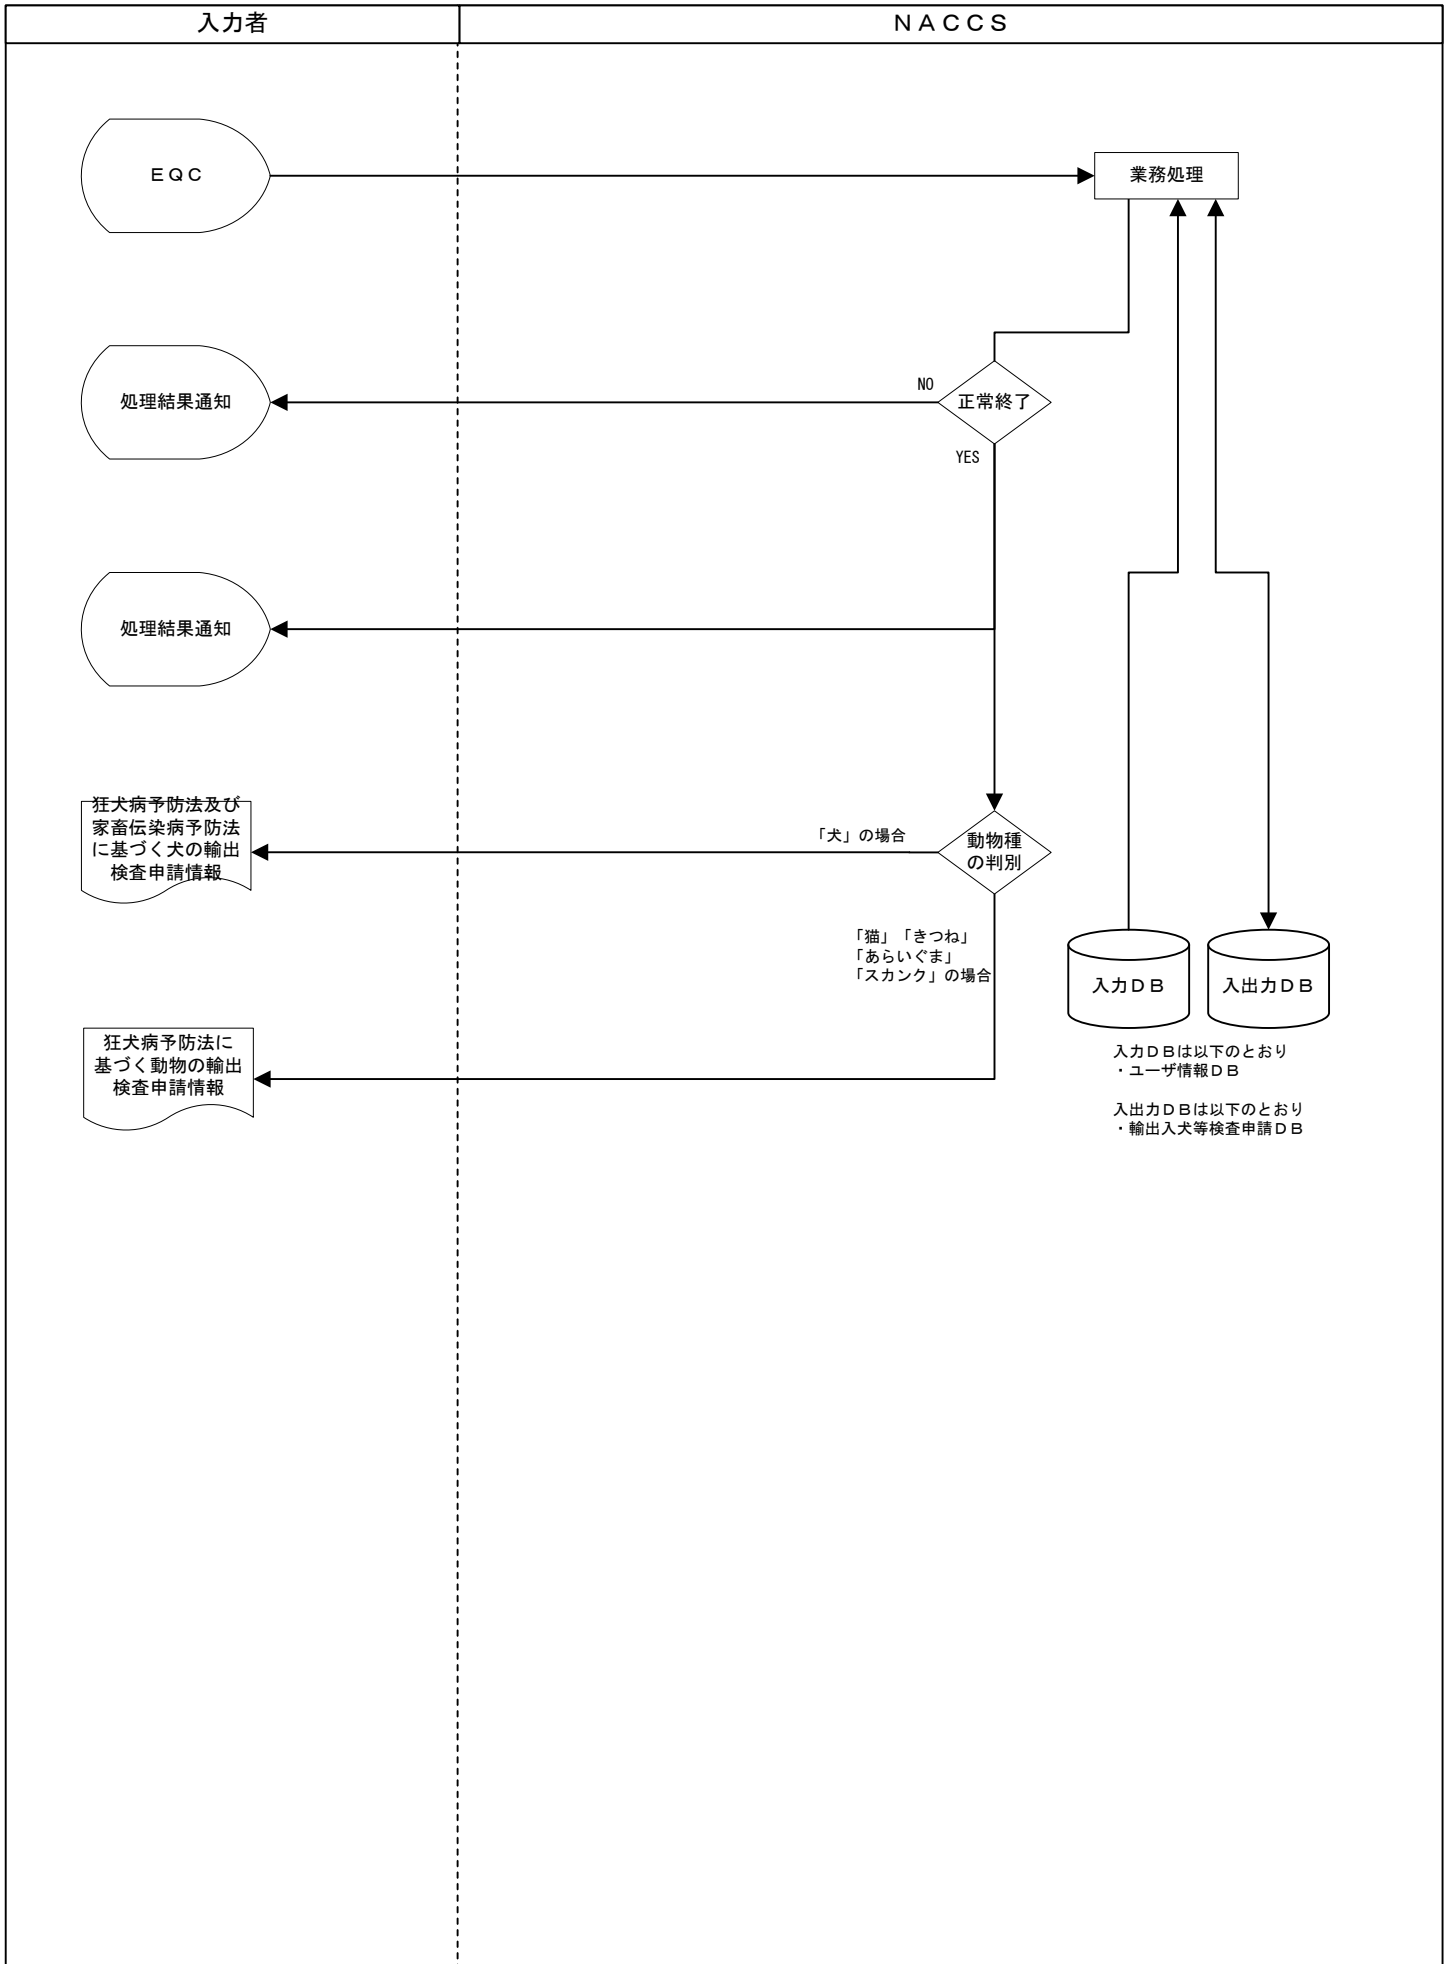 入力者
ＮＡＣＣＳ
ＥＱＣ
業務処理
処理結果通知
NO
正常終了
YES
処理結果通知
狂犬病予防法及び
家畜伝染病予防法
に基づく犬の輸出
検査申請情報
「犬」の場合
動物種
の判別
「猫」「きつね」
「あらいぐま」
「スカンク」の場合
入力ＤＢ
入出力ＤＢ
狂犬病予防法に
基づく動物の輸出
検査申請情報
入力ＤＢは以下のとおり
・ユーザ情報ＤＢ
入出力ＤＢは以下のとおり
・輸出入犬等検査申請ＤＢ